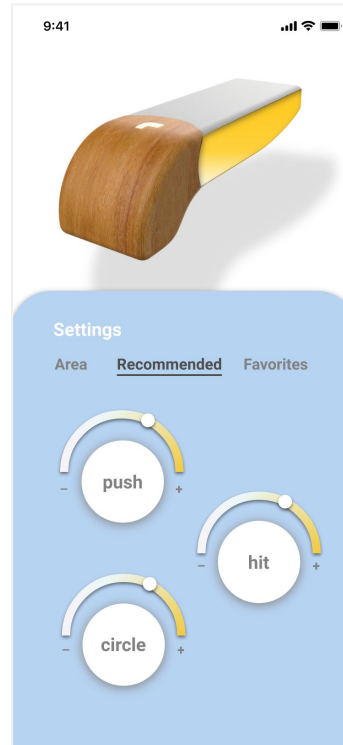 9:41
Settings
Area Recommended Favorites
push
− +
hit
− +
circle
− +